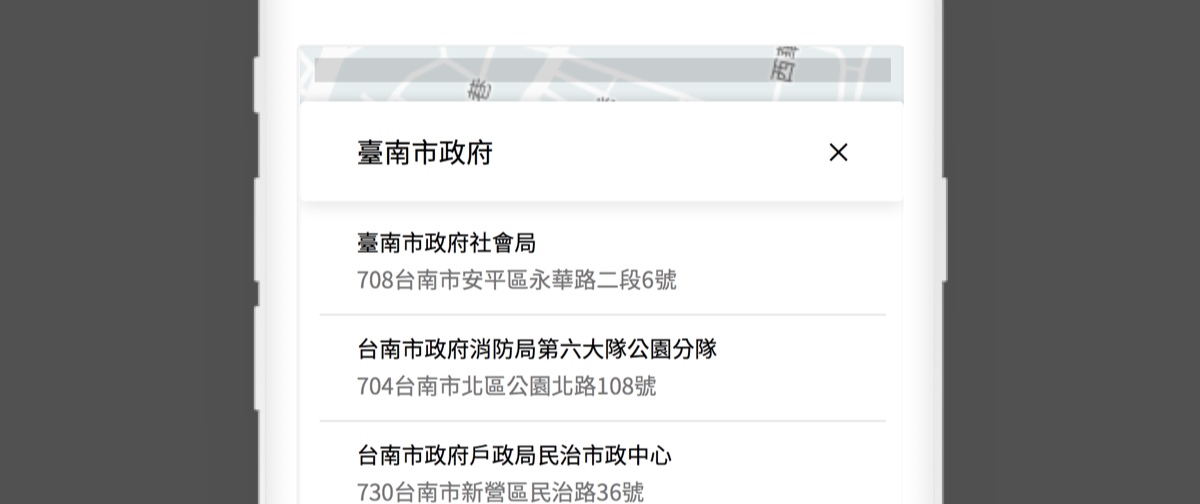 巷
臺南市政府
臺南市政府社會局
708台南市安平區永華路二段6號
台南市政府消防局第六大隊公園分隊
704台南市北區公園北路108號
台南市政府戶政局民治市政中心
730台南市新營區民治路36號